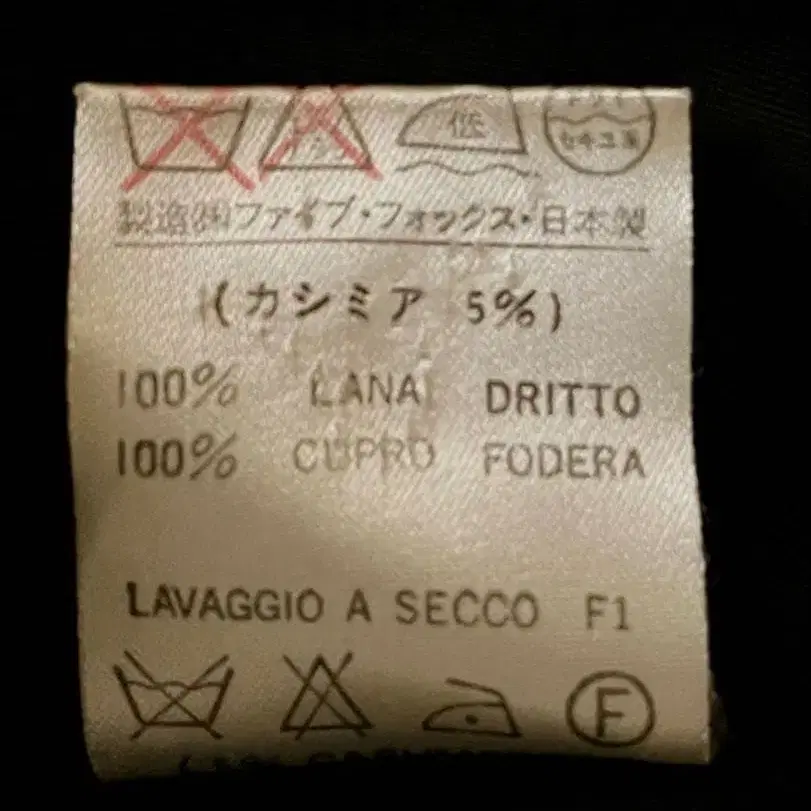 低
ドライ
セキユ系
製造(株)ファイブ・フォックス・日本製
(カシミア 5%)
100% LANA DRITTO
100% CUPRO FODERA
LAVAGGIO A SECCO F1
F